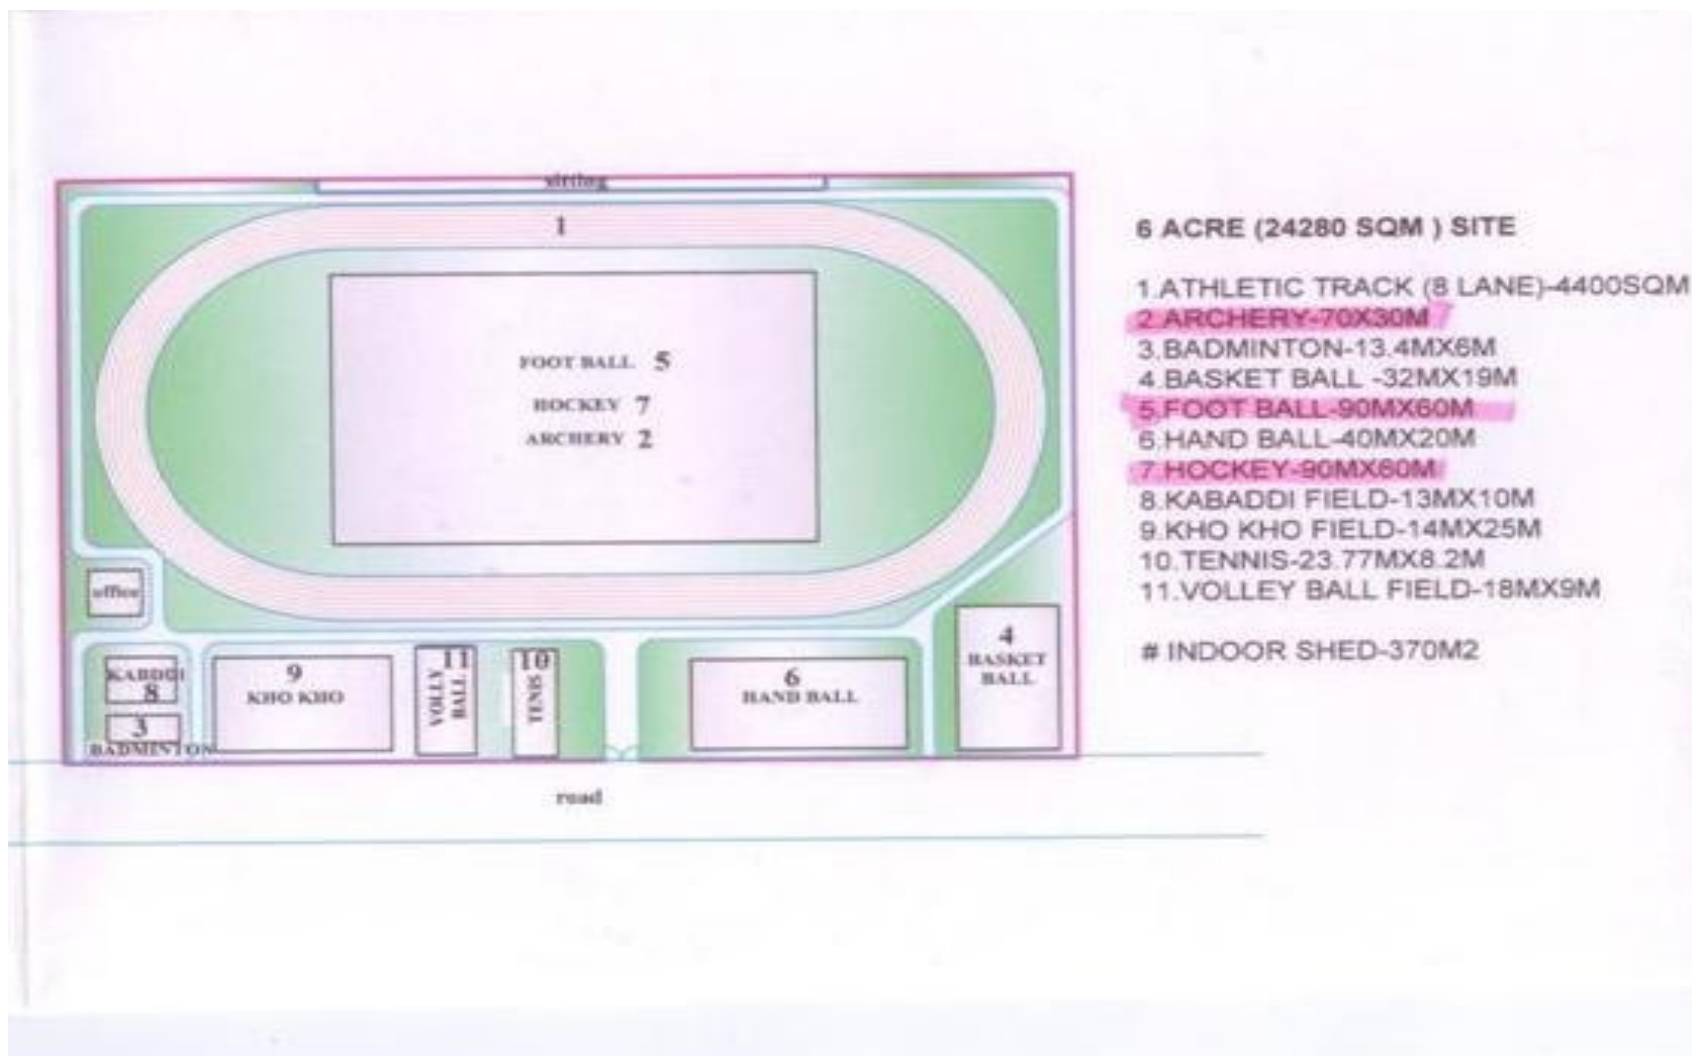 sitting
1
FOOT BALL 5
HOCKEY 7
ARCHERY 2
office
KABDDI
8
3
BADMINTON
9
KHO KHO
11
VOLLY
BALL
10
TENIS
6
HAND BALL
4
BASKET
BALL
road
6 ACRE (24280 SQM ) SITE
1.ATHLETIC TRACK (8 LANE)-4400SQM
2.ARCHERY-70X30M
3.BADMINTON-13.4MX6M
4.BASKET BALL -32MX19M
5.FOOT BALL-90MX60M
6.HAND BALL-40MX20M
7.HOCKEY-90MX60M
8.KABADDI FIELD-13MX10M
9.KHO KHO FIELD-14MX25M
10.TENNIS-23.77MX8.2M
11.VOLLEY BALL FIELD-18MX9M
# INDOOR SHED-370M2